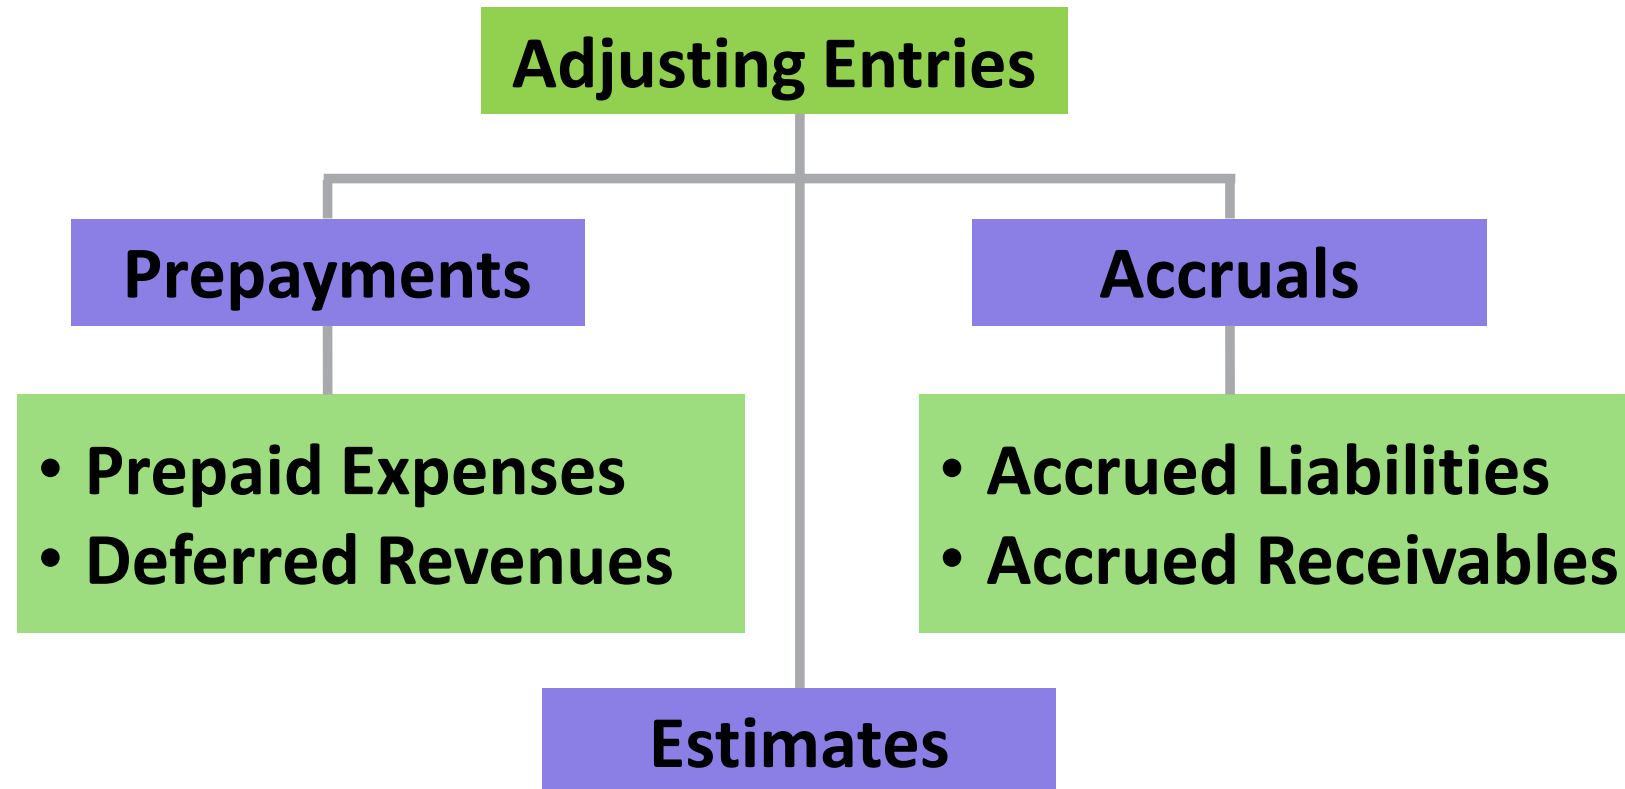 Adjusting Entries
Prepayments
Accruals
• Prepaid Expenses
• Deferred Revenues
• Accrued Liabilities
• Accrued Receivables
Estimates